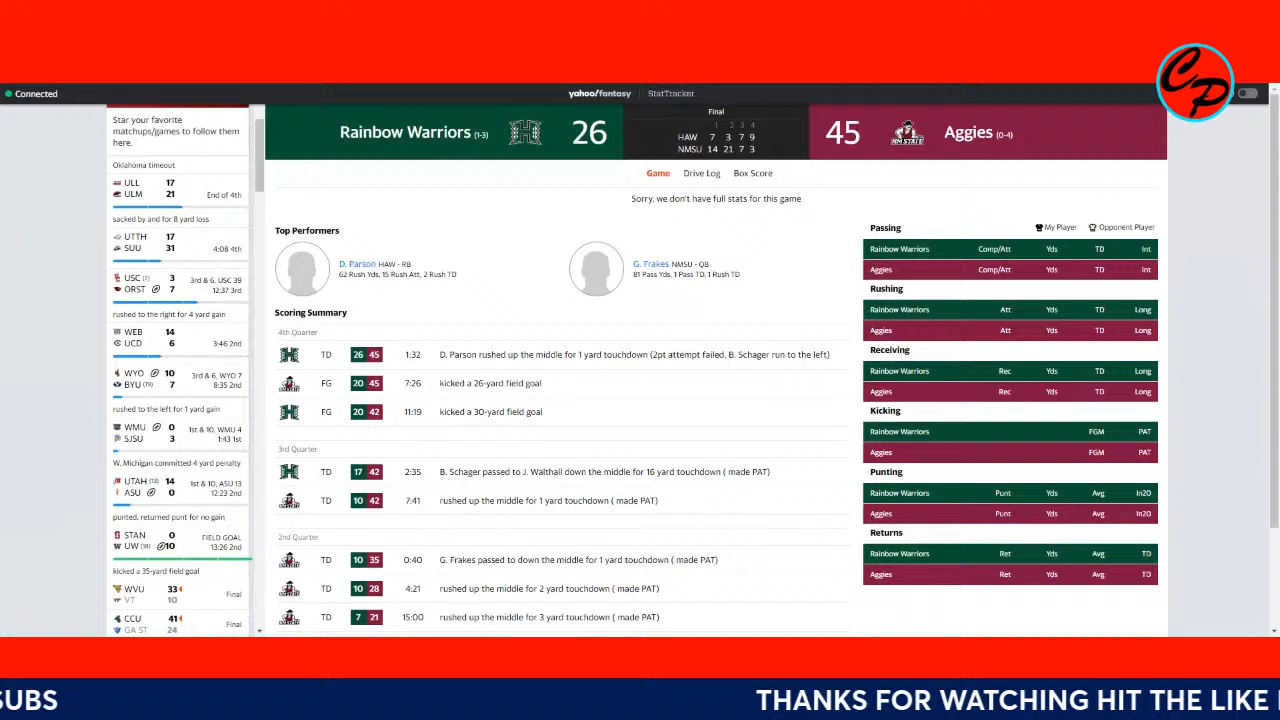 CP
Connected
yahoo!fantasy | StatTracker
Star your favorite
matchups/games to follow them
here.
Oklahoma timeout
ULL 17
ULM 21 End of 4th
sacked by and for 8 yard loss
UTTH 17
SUU 31 4:08 4th
USC (7) 3 3rd & 6, USC 39
ORST 7 12:37 3rd
rushed to the right for 4 yard gain
WEB 14
UCD 6 3:46 2nd
WYO 10 3rd & 6, WYO 7
BYU (19) 7 8:35 2nd
rushed to the left for 1 yard gain
WMU 0 1st & 10, WMU 4
SJSU 3 1:43 1st
W. Michigan committed 4 yard penalty
UTAH (13) 14 1st & 10, ASU 13
ASU 0 12:23 2nd
punted, returned punt for no gain
STAN 0 FIELD GOAL
UW (18) 10 13:26 2nd
kicked a 35-yard field goal
WVU 33 Final
VT 10
CCU 41 Final
GA ST 24
Rainbow Warriors (1-3) 26
Final
1 2 3 4
HAW 7 3 7 9
NMSU 14 21 7 3
45 NM STATE Aggies (0-4)
Game Drive Log Box Score
Sorry, we don't have full stats for this game
Top Performers
D. Parson HAW - RB
62 Rush Yds, 15 Rush Att, 2 Rush TD
G. Frakes NMSU - QB
81 Pass Yds, 1 Pass TD, 1 Rush TD
Scoring Summary
4th Quarter
TD 26 45 1:32 D. Parson rushed up the middle for 1 yard touchdown (2pt attempt failed, B. Schager run to the left)
FG 20 45 7:26 kicked a 26-yard field goal
FG 20 42 11:19 kicked a 30-yard field goal
3rd Quarter
TD 17 42 2:35 B. Schager passed to J. Walthall down the middle for 16 yard touchdown ( made PAT)
TD 10 42 7:41 rushed up the middle for 1 yard touchdown ( made PAT)
2nd Quarter
TD 10 35 0:40 G. Frakes passed to down the middle for 1 yard touchdown ( made PAT)
TD 10 28 4:21 rushed up the middle for 2 yard touchdown ( made PAT)
TD 7 21 15:00 rushed up the middle for 3 yard touchdown ( made PAT)
Passing My Player Opponent Player
Rainbow Warriors Comp/Att Yds TD Int
Aggies Comp/Att Yds TD Int
Rushing
Rainbow Warriors Att Yds TD Long
Aggies Att Yds TD Long
Receiving
Rainbow Warriors Rec Yds TD Long
Aggies Rec Yds TD Long
Kicking
Rainbow Warriors FGM PAT
Aggies FGM PAT
Punting
Rainbow Warriors Punt Yds Avg In20
Aggies Punt Yds Avg In20
Returns
Rainbow Warriors Ret Yds Avg TD
Aggies Ret Yds Avg TD
SUBS THANKS FOR WATCHING HIT THE LIKE